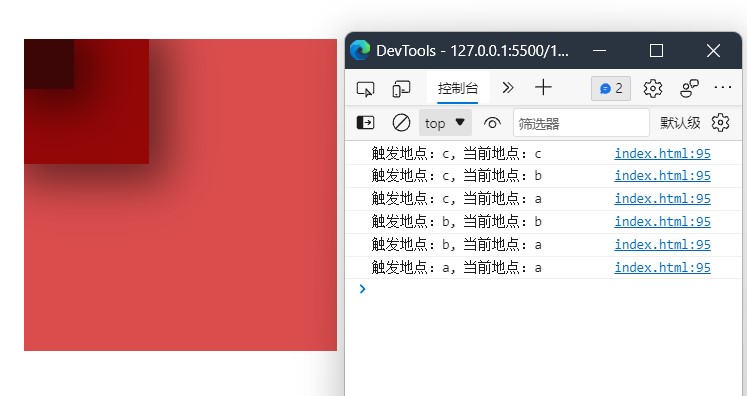 DevTools - 127.0.0.1:5500/1...
控制台
2
top
筛选器
默认级
触发地点：c, 当前地点：c index.html:95
触发地点：c, 当前地点：b index.html:95
触发地点：c, 当前地点：a index.html:95
触发地点：b, 当前地点：b index.html:95
触发地点：b, 当前地点：a index.html:95
触发地点：a, 当前地点：a index.html:95